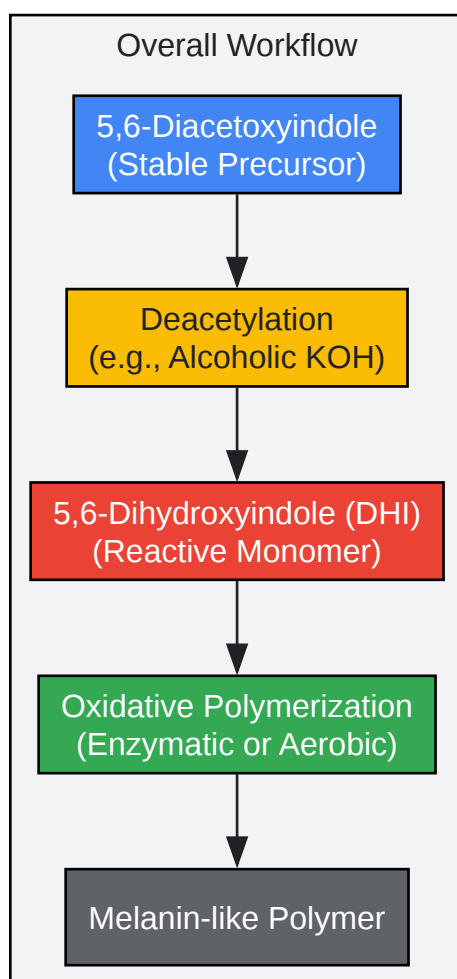 Overall Workflow
5,6-Diacetoxyindole
(Stable Precursor)
Deacetylation
(e.g., Alcoholic KOH)
5,6-Dihydroxyindole (DHI)
(Reactive Monomer)
Oxidative Polymerization
(Enzymatic or Aerobic)
Melanin-like Polymer